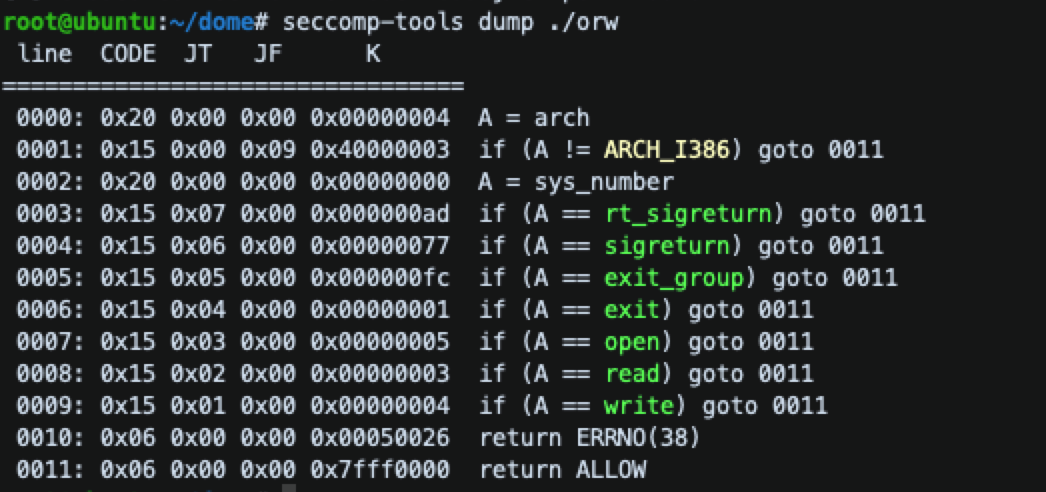 root@ubuntu:~/dome# seccomp-tools dump ./orw
 line  CODE  JT   JF      K
=================================
 0000: 0x20 0x00 0x00 0x00000004  A = arch
 0001: 0x15 0x00 0x09 0x40000003  if (A != ARCH_I386) goto 0011
 0002: 0x20 0x00 0x00 0x00000000  A = sys_number
 0003: 0x15 0x07 0x00 0x000000ad  if (A == rt_sigreturn) goto 0011
 0004: 0x15 0x06 0x00 0x00000077  if (A == sigreturn) goto 0011
 0005: 0x15 0x05 0x00 0x000000fc  if (A == exit_group) goto 0011
 0006: 0x15 0x04 0x00 0x00000001  if (A == exit) goto 0011
 0007: 0x15 0x03 0x00 0x00000005  if (A == open) goto 0011
 0008: 0x15 0x02 0x00 0x00000003  if (A == read) goto 0011
 0009: 0x15 0x01 0x00 0x00000004  if (A == write) goto 0011
 0010: 0x06 0x00 0x00 0x00050026  return ERRNO(38)
 0011: 0x06 0x00 0x00 0x7fff0000  return ALLOW